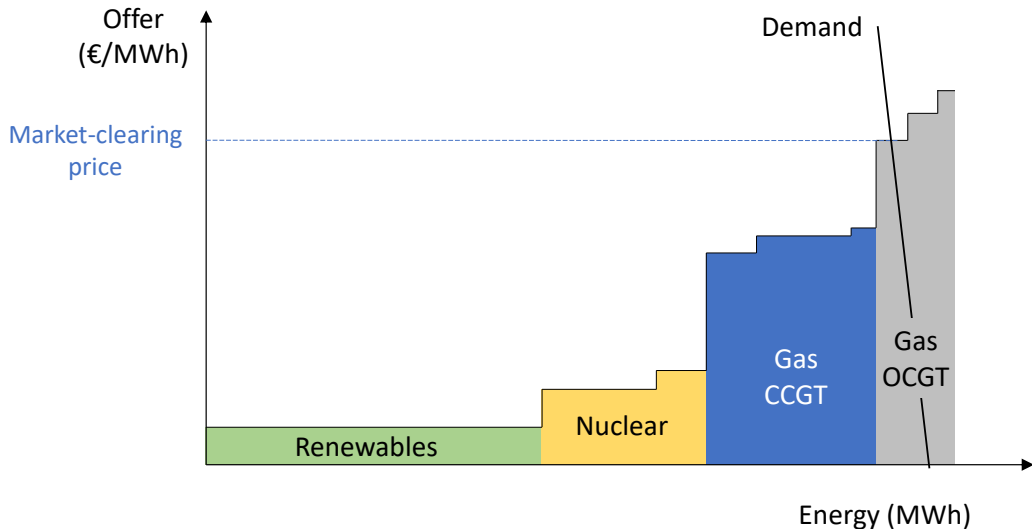 Offer
(€/MWh)
Demand
Market-clearing
price
Gas
OCGT
Gas
CCGT
Nuclear
Renewables
Energy (MWh)